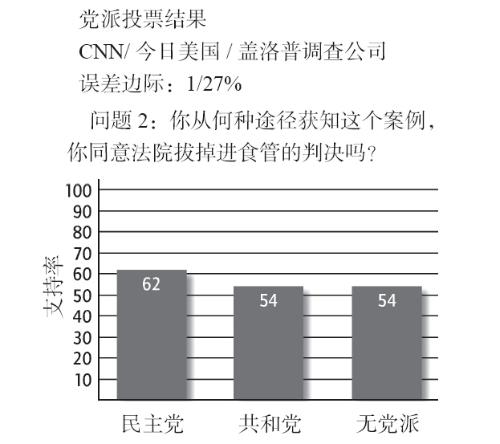 党派投票结果
CNN/ 今日美国 / 盖洛普调查公司
误差边际：1/27%
问题 2：你从何种途径获知这个案例，
你同意法院拔掉进食管的判决吗？
支持率
100
90
80
70
60
50
40
30
20
10
62
54
54
民主党
共和党
无党派